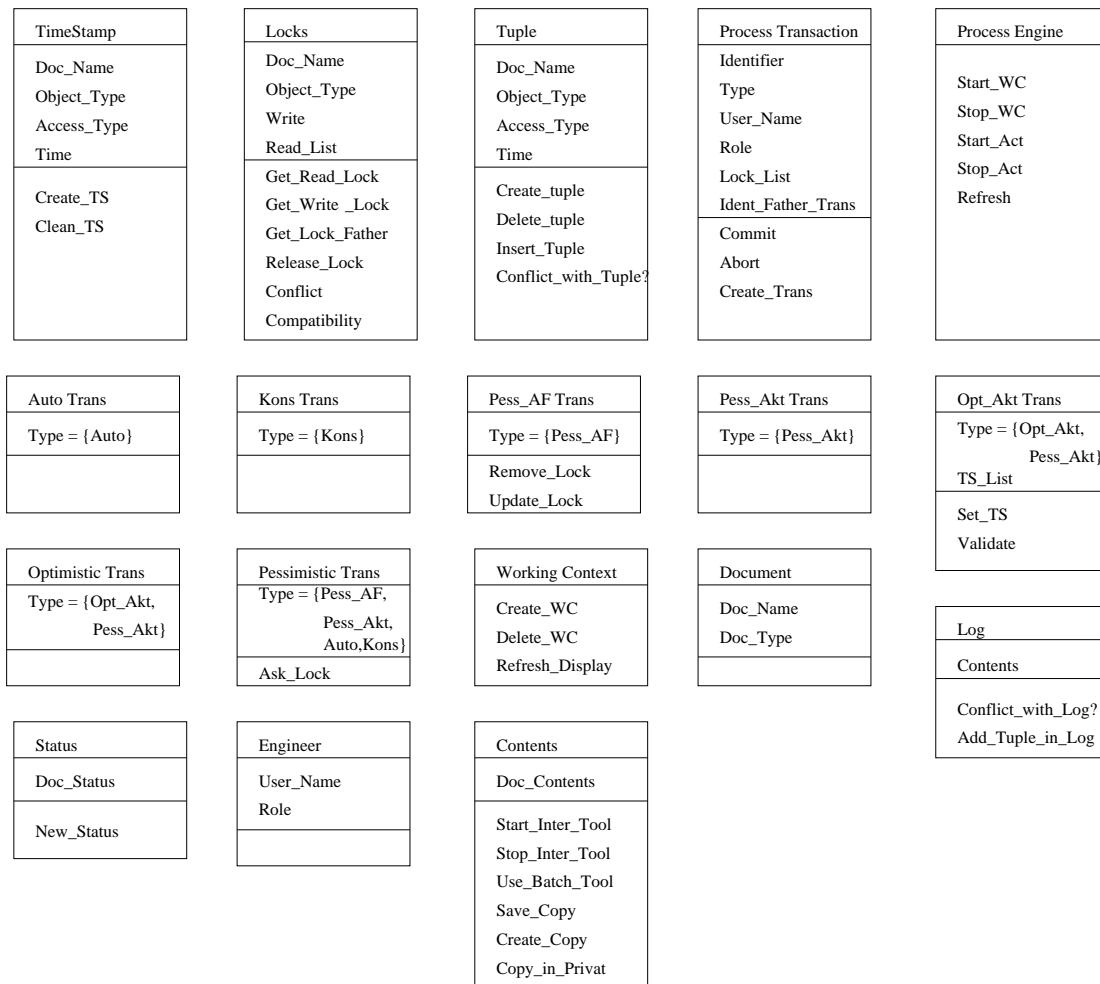 TimeStamp
Doc_Name
Object_Type
Access_Type
Time
Create_TS
Clean_TS
Locks
Doc_Name
Object_Type
Write
Read_List
Get_Read_Lock
Get_Write _Lock
Get_Lock_Father
Release_Lock
Conflict
Compatibility
Tuple
Doc_Name
Object_Type
Access_Type
Time
Create_tuple
Delete_tuple
Insert_Tuple
Conflict_with_Tuple?
Process Transaction
Identifier
Type
User_Name
Role
Lock_List
Ident_Father_Trans
Commit
Abort
Create_Trans
Process Engine
Start_WC
Stop_WC
Start_Act
Stop_Act
Refresh
Auto Trans
Type = {Auto}
Kons Trans
Type = {Kons}
Pess_AF Trans
Type = {Pess_AF}
Remove_Lock
Update_Lock
Pess_Akt Trans
Type = {Pess_Akt}
Opt_Akt Trans
Type = {Opt_Akt,
Pess_Akt}
TS_List
Set_TS
Validate
Optimistic Trans
Type = {Opt_Akt,
Pess_Akt}
Pessimistic Trans
Type = {Pess_AF,
Pess_Akt,
Auto,Kons}
Ask_Lock
Working Context
Create_WC
Delete_WC
Refresh_Display
Document
Doc_Name
Doc_Type
Log
Contents
Conflict_with_Log?
Add_Tuple_in_Log
Status
Doc_Status
New_Status
Engineer
User_Name
Role
Contents
Doc_Contents
Start_Inter_Tool
Stop_Inter_Tool
Use_Batch_Tool
Save_Copy
Create_Copy
Copy_in_Privat